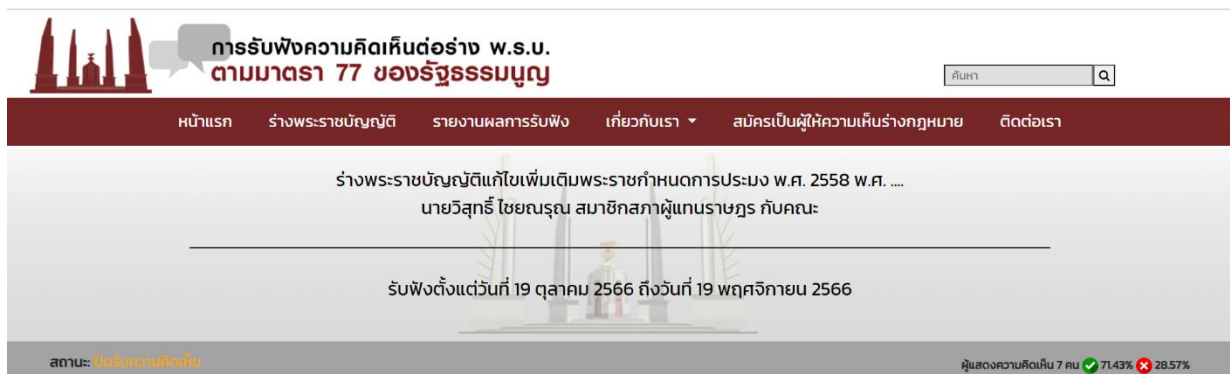 การรับฟังความคิดเห็นต่อร่าง พ.ร.บ.
ตามมาตรา 77 ของรัฐธรรมนูญ
ค้นหา
หน้าแรก ร่างพระราชบัญญัติ รายงานผลการรับฟัง เกี่ยวกับเรา สมัครเป็นผู้ให้ความเห็นร่างกฎหมาย ติดต่อเรา
ร่างพระราชบัญญัติแก้ไขเพิ่มเติมพระราชกำหนดการประมง พ.ศ. 2558 พ.ศ. ....
นายวิสุทธิ์ ไชยณรุณ สมาชิกสภาผู้แทนราษฎร กับคณะ
รับฟังตั้งแต่วันที่ 19 ตุลาคม 2566 ถึงวันที่ 19 พฤศจิกายน 2566
สถานะ: ปิดรับความคิดเห็น
ผู้แสดงความคิดเห็น 7 คน 71.43% 28.57%